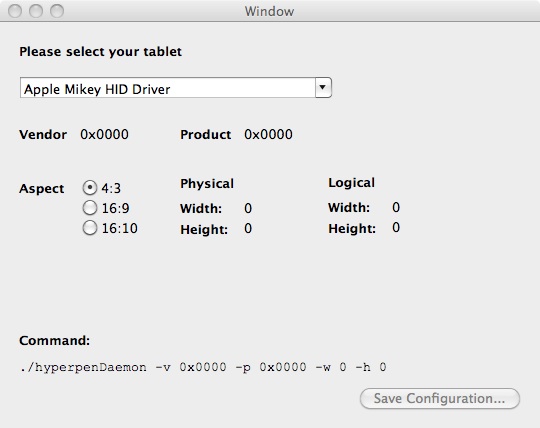 Window
Please select your tablet
Apple Mikey HID Driver
Vendor 0x0000 Product 0x0000
Aspect 4:3 Physical Logical
16:9 Width: 0 Width: 0
16:10 Height: 0 Height: 0
Command:
./hyperpenDaemon -v 0x0000 -p 0x0000 -w 0 -h 0
Save Configuration...